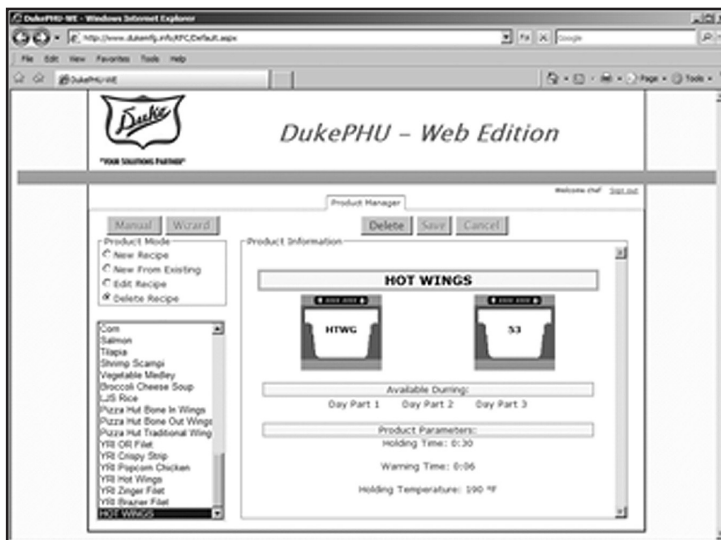 DukePHU-WE - Windows Internet Explorer
http://www.dukemfg.info/RFC/Default.aspx
Google
File Edit View Favorites Tools Help
DukePHU-WE
Page Tools
Duke
"YOUR SOLUTIONS PARTNER"
DukePHU – Web Edition
Welcome chef Sign out
Product Manager
Manual Wizard Delete Save Cancel
Product Mode
New Recipe
New From Existing
Edit Recipe
Delete Recipe
Corn
Salmon
Tilapia
Shrimp Scampi
Vegetable Medley
Broccoli Cheese Soup
LJS Rice
Pizza Hut Bone In Wings
Pizza Hut Bone Out Wings
Pizza Hut Traditional Wing
YRI OR Filet
YRI Crispy Strip
YRI Popcorn Chicken
YRI Hot Wings
YRI Zinger Filet
YRI Brazier Filet
HOT WINGS
Product Information
HOT WINGS
HTWG 53
Available Durring:
Day Part 1 Day Part 2 Day Part 3
Product Parameters:
Holding Time: 0:30
Warning Time: 0:06
Holding Temperature: 190 ºF